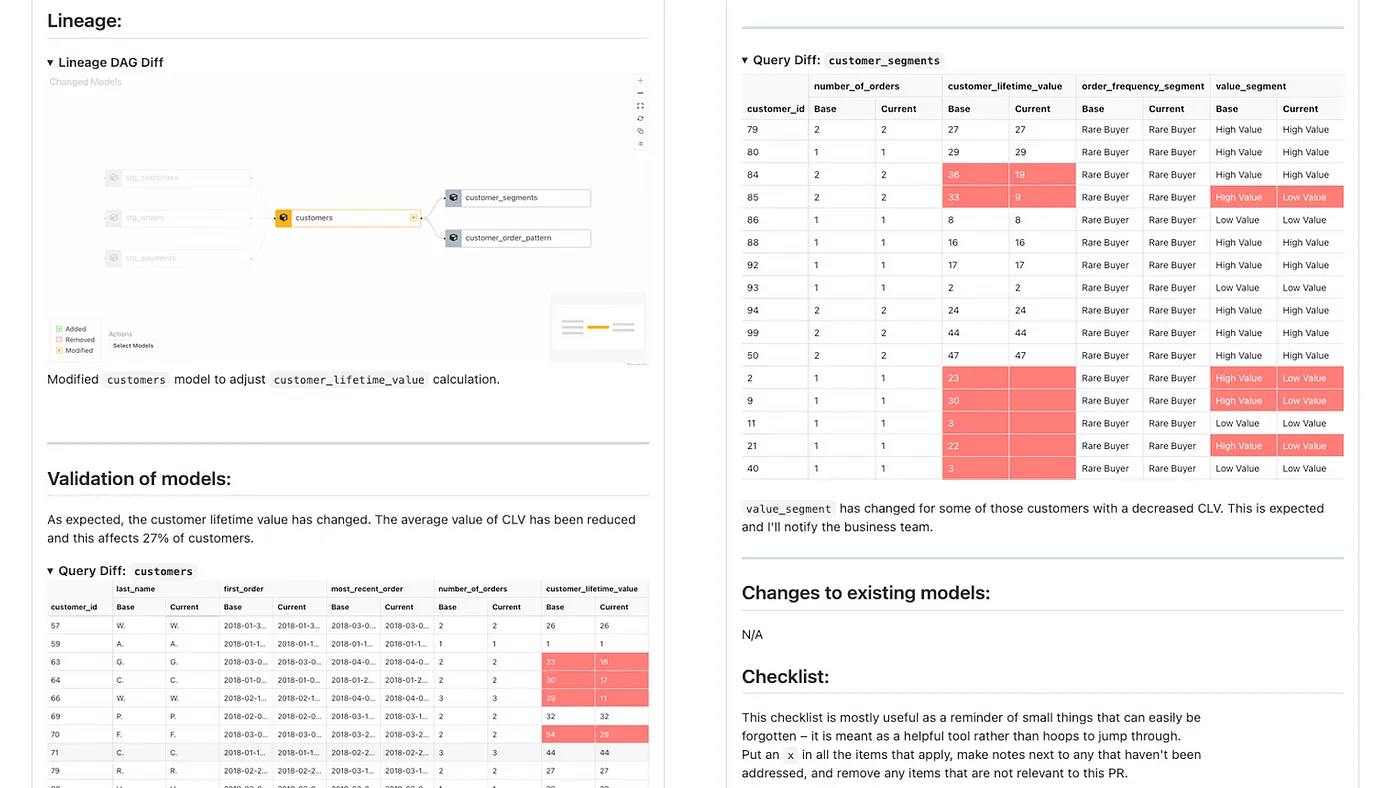 Lineage:
▾ Lineage DAG Diff
Changed Models
stg_customers
stg_orders
stg_payments
customers
customer_segments
customer_order_pattern
Added
Removed
Modified
Actions
Select Models
Modified customers model to adjust customer_lifetime_value calculation.
Validation of models:
As expected, the customer lifetime value has changed. The average value of CLV has been reduced
and this affects 27% of customers.
▾ Query Diff: customers
last_name first_order most_recent_order number_of_orders customer_lifetime_value
customer_id Base Current Base Current Base Current Base Current Base Current
57 W. W. 2018-01-3... 2018-01-3... 2018-03-0... 2018-03-0... 2 2 26 26
59 A. A. 2018-01-1... 2018-01-1... 2018-01-1... 2018-01-1... 1 1 1 1
63 G. G. 2018-03-0... 2018-03-0... 2018-04-0... 2018-04-0... 2 2 23 16
64 C. C. 2018-01-0... 2018-01-0... 2018-01-2... 2018-01-2... 2 2 30 17
66 W. W. 2018-02-1... 2018-02-1... 2018-04-0... 2018-04-0... 3 3 39 11
69 P. P. 2018-02-0... 2018-02-0... 2018-03-1... 2018-03-1... 2 2 32 32
70 F. F. 2018-03-0... 2018-03-0... 2018-03-2... 2018-03-2... 2 2 54 29
71 C. C. 2018-01-1... 2018-01-1... 2018-02-2... 2018-02-2... 3 3 44 44
79 R. R. 2018-02-2... 2018-02-2... 2018-03-1... 2018-03-1... 2 2 27 27
▾ Query Diff: customer_segments
number_of_orders customer_lifetime_value order_frequency_segment value_segment
customer_id Base Current Base Current Base Current Base Current
79 2 2 27 27 Rare Buyer Rare Buyer High Value High Value
80 1 1 29 29 Rare Buyer Rare Buyer High Value High Value
84 2 2 36 19 Rare Buyer Rare Buyer High Value High Value
85 2 2 33 9 Rare Buyer Rare Buyer High Value Low Value
86 1 1 8 8 Rare Buyer Rare Buyer Low Value Low Value
88 1 1 16 16 Rare Buyer Rare Buyer High Value High Value
92 1 1 17 17 Rare Buyer Rare Buyer High Value High Value
93 1 1 2 2 Rare Buyer Rare Buyer Low Value Low Value
94 2 2 24 24 Rare Buyer Rare Buyer High Value High Value
99 2 2 44 44 Rare Buyer Rare Buyer High Value High Value
50 2 2 47 47 Rare Buyer Rare Buyer High Value High Value
2 1 1 23 Rare Buyer Rare Buyer High Value Low Value
9 1 1 30 Rare Buyer Rare Buyer High Value Low Value
11 1 1 3 Rare Buyer Rare Buyer Low Value Low Value
21 1 1 22 Rare Buyer Rare Buyer High Value Low Value
40 1 1 3 Rare Buyer Rare Buyer Low Value Low Value
value_segment has changed for some of those customers with a decreased CLV. This is expected
and I'll notify the business team.
Changes to existing models:
N/A
Checklist:
This checklist is mostly useful as a reminder of small things that can easily be
forgotten – it is meant as a helpful tool rather than hoops to jump through.
Put an x in all the items that apply, make notes next to any that haven't been
addressed, and remove any items that are not relevant to this PR.